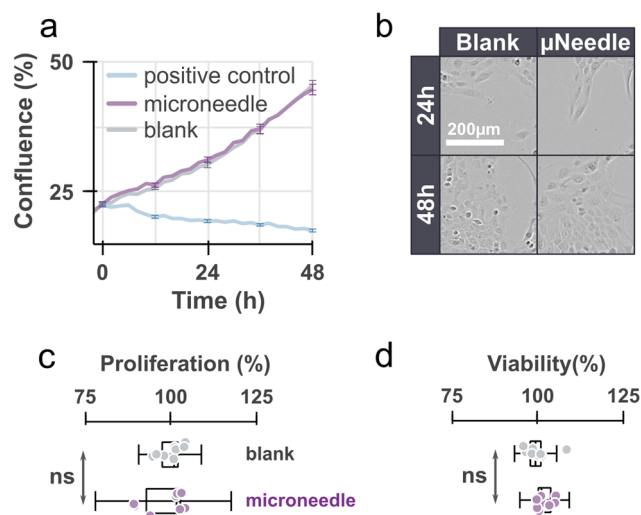 a
50
25
Confluence (%)
positive control
microneedle
blank
0 24 48
Time (h)
b
Blank µNeedle
24h
200µm
48h
c
Proliferation (%)
75 100 125
blank
ns
microneedle
d
Viability(%)
75 100 125
ns